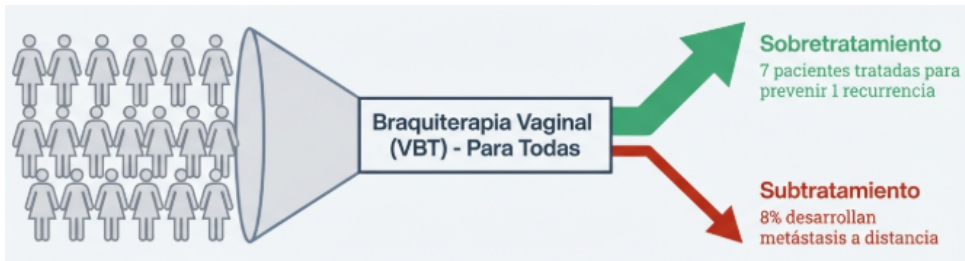 Braquiterapia Vaginal
(VBT) - Para Todas
Sobretratamiento
7 pacientes tratadas para
prevenir 1 recurrencia
Subtratamiento
8% desarrollan
metástasis a distancia